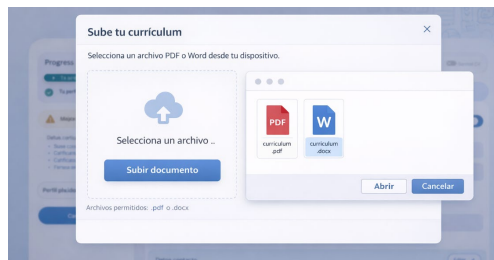 Sube tu currículum
Selecciona un archivo PDF o Word desde tu dispositivo.
Progreso
PDF
W
curriculum
.pdf
curriculum
.docx
Selecciona un archivo ..
Subir documento
Abrir
Cancelar
Archivos permitidos: .pdf o .docx